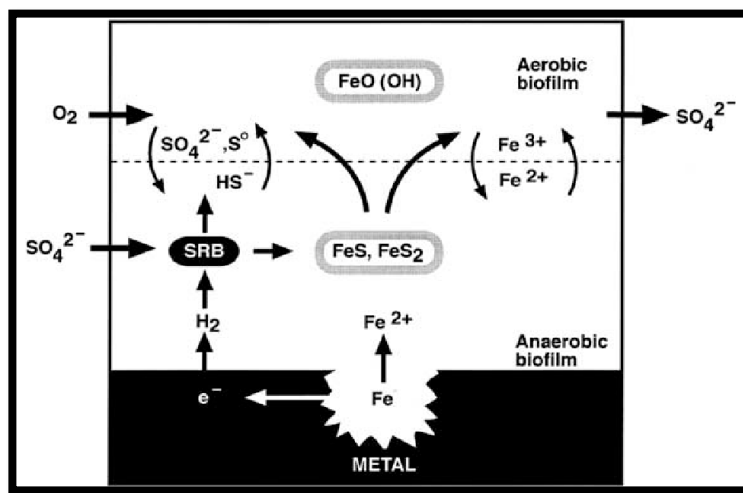 FeO (OH)
Aerobic
biofilm
O₂
SO₄²⁻
SO₄²⁻,S°
Fe ³⁺
HS⁻
Fe ²⁺
SO₄²⁻
SRB
FeS, FeS₂
H₂
Fe ²⁺
Anaerobic
biofilm
e⁻
Fe
METAL